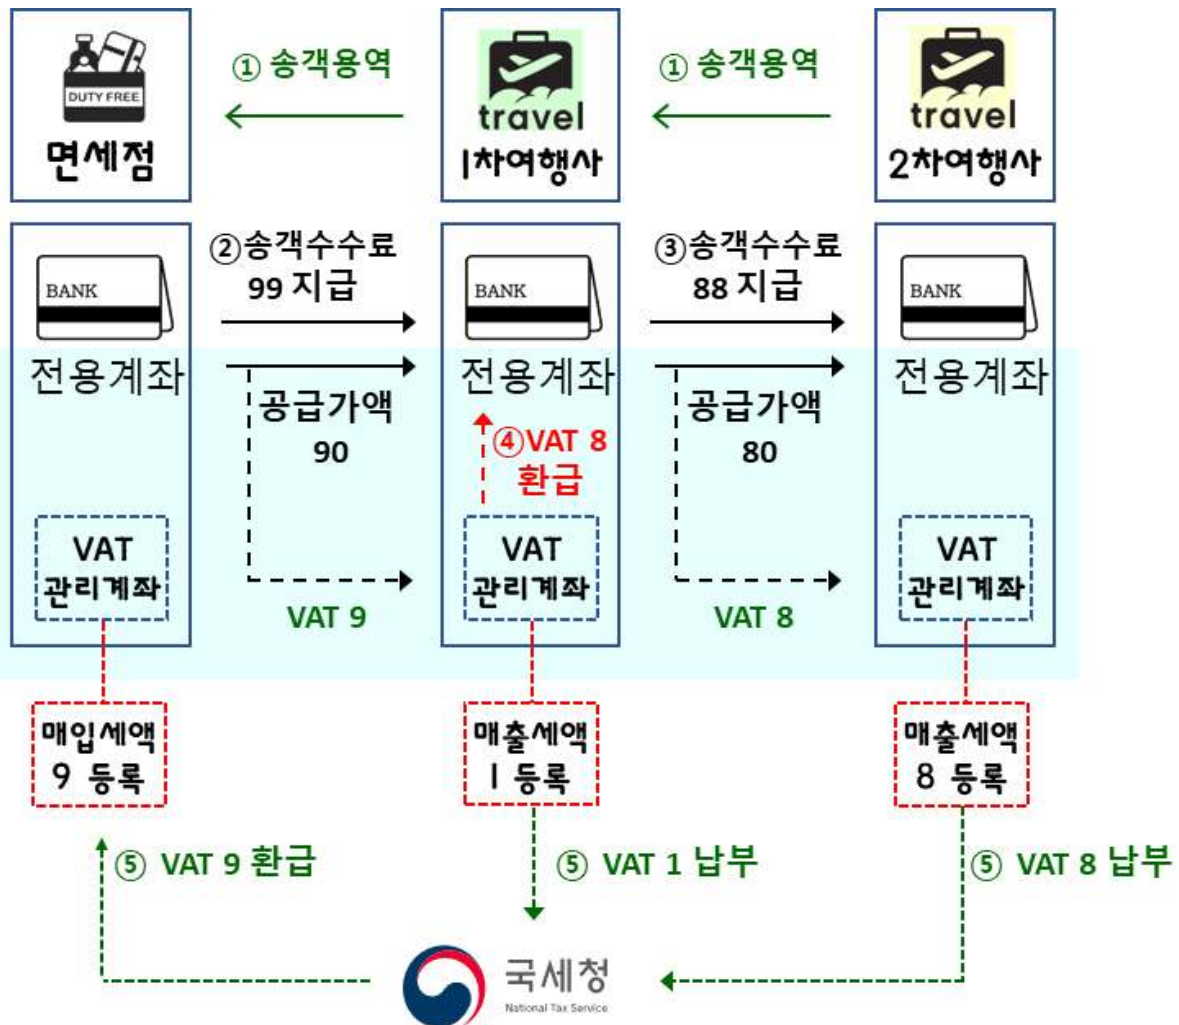 DUTY FREE
면세점
① 송객용역
travel
1차여행사
① 송객용역
travel
2차여행사
BANK
전용계좌
②송객수수료
99 지급
공급가액
90
BANK
전용계좌
③송객수수료
88 지급
공급가액
80
BANK
전용계좌
④VAT 8
환급
VAT
관리계좌
VAT 9
VAT
관리계좌
VAT 8
VAT
관리계좌
매입세액
9 등록
매출세액
1 등록
매출세액
8 등록
⑤ VAT 9 환급
⑤ VAT 1 납부
⑤ VAT 8 납부
국세청
National Tax Service